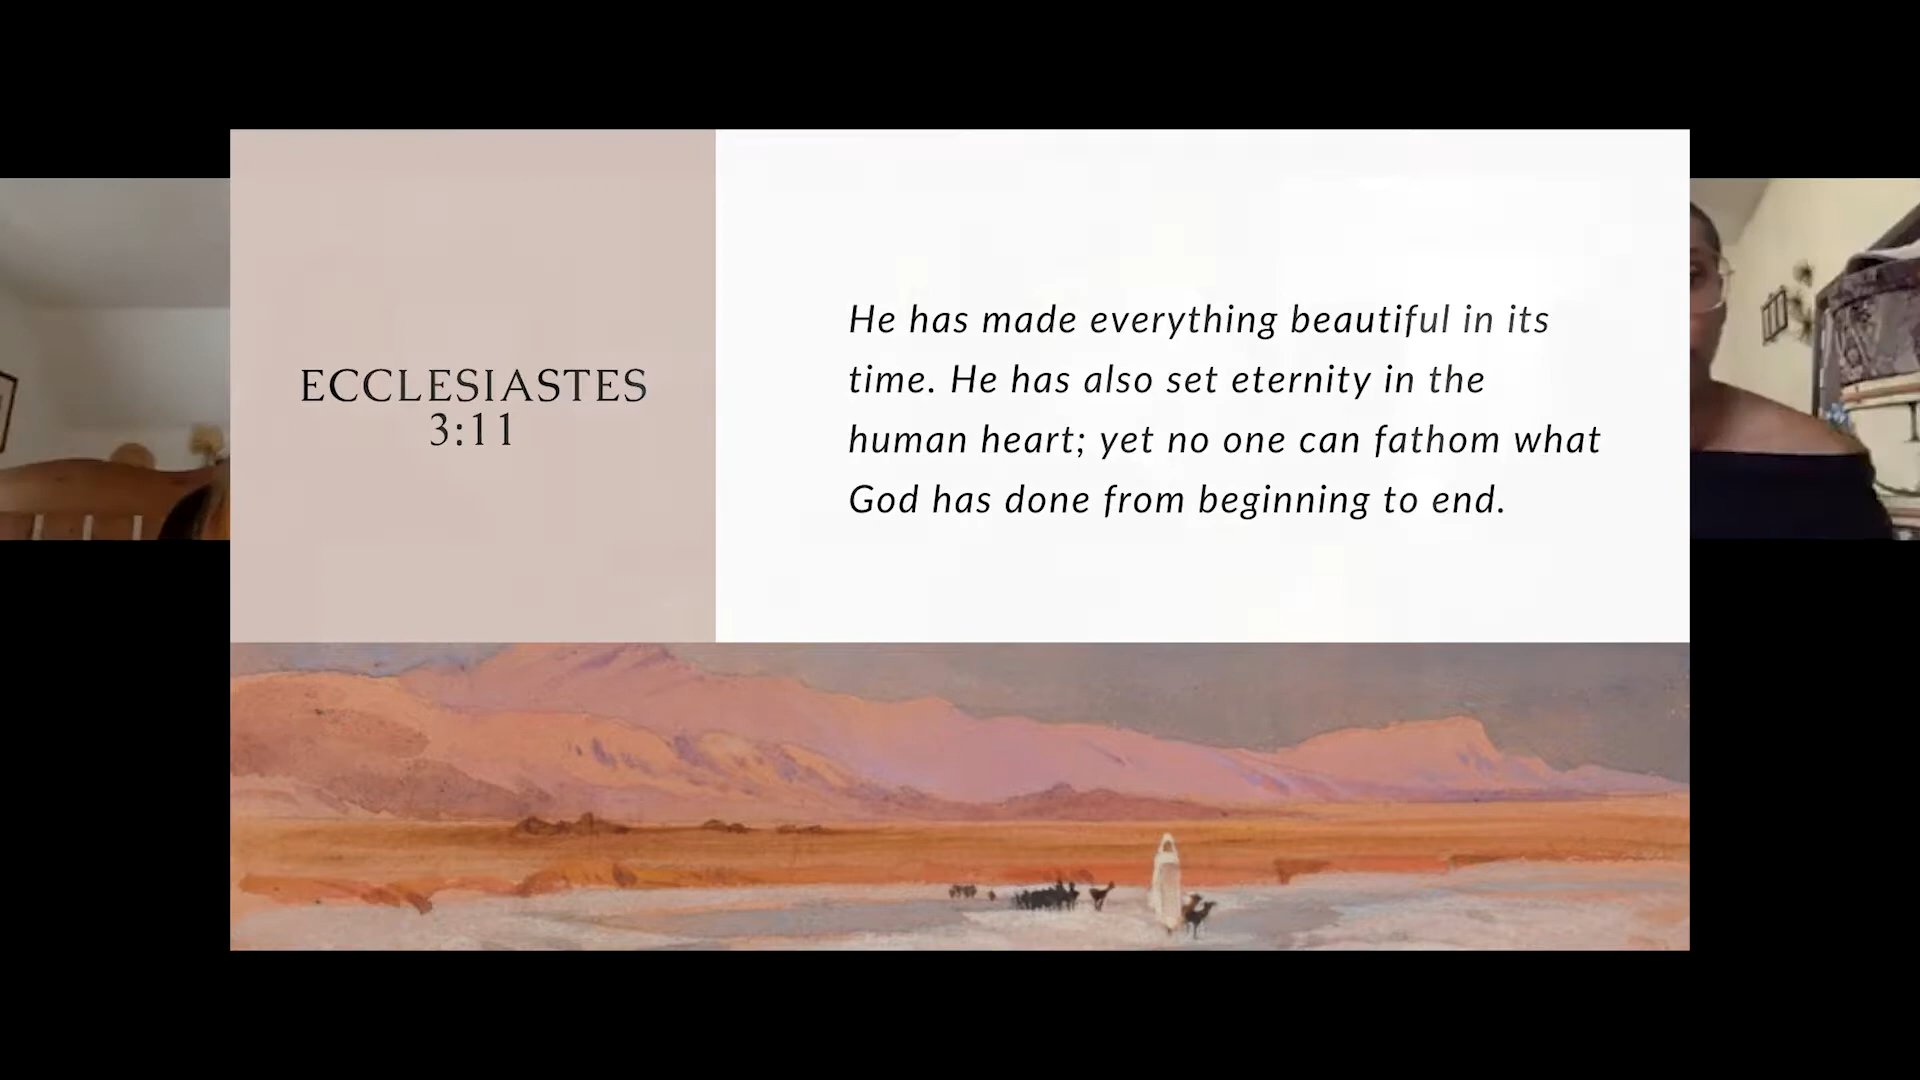 ECCLESIASTES
3:11
He has made everything beautiful in its
time. He has also set eternity in the
human heart; yet no one can fathom what
God has done from beginning to end.